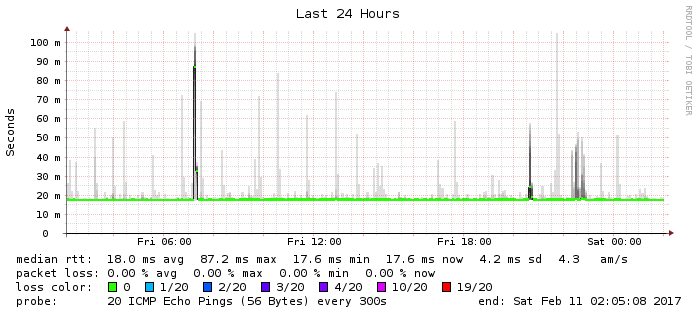 Last 24 Hours
RRDTOOL / TOBI OETIKER
Seconds
100 m
90 m
80 m
70 m
60 m
50 m
40 m
30 m
20 m
10 m
0
Fri 06:00 Fri 12:00 Fri 18:00 Sat 00:00
median rtt: 18.0 ms avg 87.2 ms max 17.6 ms min 17.6 ms now 4.2 ms sd 4.3 am/s
packet loss: 0.00 % avg 0.00 % max 0.00 % min 0.00 % now
loss color: 0 1/20 2/20 3/20 4/20 10/20 19/20
probe: 20 ICMP Echo Pings (56 Bytes) every 300s end: Sat Feb 11 02:05:08 2017